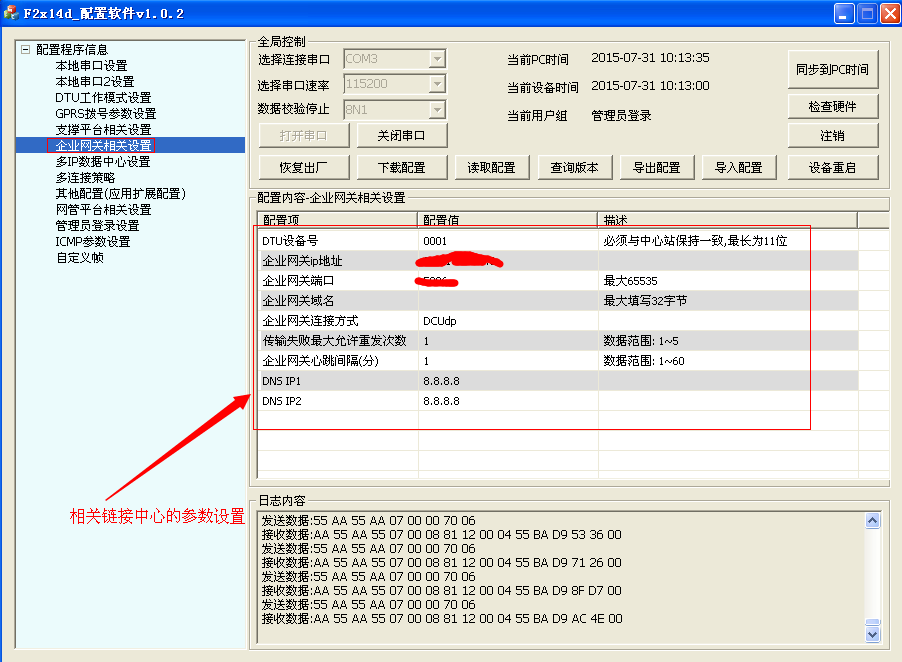 F2x14d_配置软件v1.0.2
配置程序信息
本地串口设置
本地串口2设置
DTU工作模式设置
GPRS拨号参数设置
支撑平台相关设置
企业网关相关设置
多IP数据中心设置
多连接策略
其他配置(应用扩展配置)
网管平台相关设置
管理员登录设置
ICMP参数设置
自定义帧
相关链接中心的参数设置
全局控制
选择连接串口 COM3 当前PC时间 2015-07-31 10:13:35 同步到PC时间
选择串口速率 115200 当前设备时间 2015-07-31 10:13:00
数据校验停止 8N1 当前用户组 管理员登录 检查硬件
打开串口 关闭串口 注销
恢复出厂 下载配置 读取配置 查询版本 导出配置 导入配置 设备重启
配置内容-企业网关相关设置
配置项 配置值 描述
DTU设备号 0001 必须与中心站保持一致,最长为11位
企业网关ip地址
企业网关端口 最大65535
企业网关域名 最大填写32字节
企业网关连接方式 DCUdp
传输失败最大允许重发次数 1 数据范围: 1~5
企业网关心跳间隔(分) 1 数据范围: 1~60
DNS IP1 8.8.8.8
DNS IP2 8.8.8.8
日志内容
发送数据:55 AA 55 AA 07 00 00 70 06
接收数据:AA 55 AA 55 07 00 08 81 12 00 04 55 BA D9 53 36 00
发送数据:55 AA 55 AA 07 00 00 70 06
接收数据:AA 55 AA 55 07 00 08 81 12 00 04 55 BA D9 71 26 00
发送数据:55 AA 55 AA 07 00 00 70 06
接收数据:AA 55 AA 55 07 00 08 81 12 00 04 55 BA D9 8F D7 00
发送数据:55 AA 55 AA 07 00 00 70 06
接收数据:AA 55 AA 55 07 00 08 81 12 00 04 55 BA D9 AC 4E 00